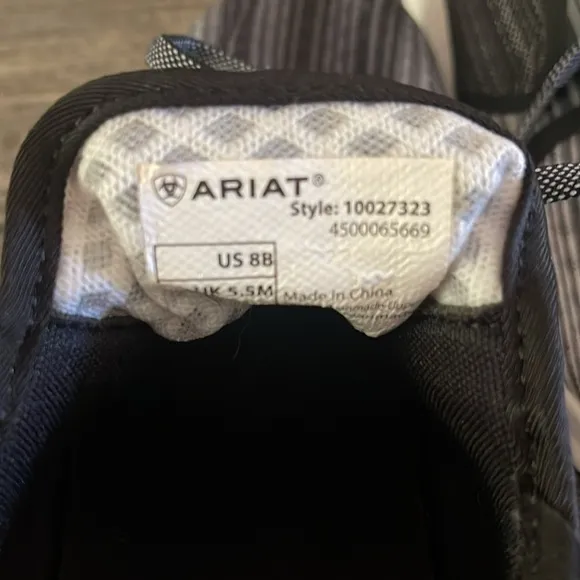 ARIAT®
Style: 10027323
4500065669
US 8B
UK 5.5M
Made in China